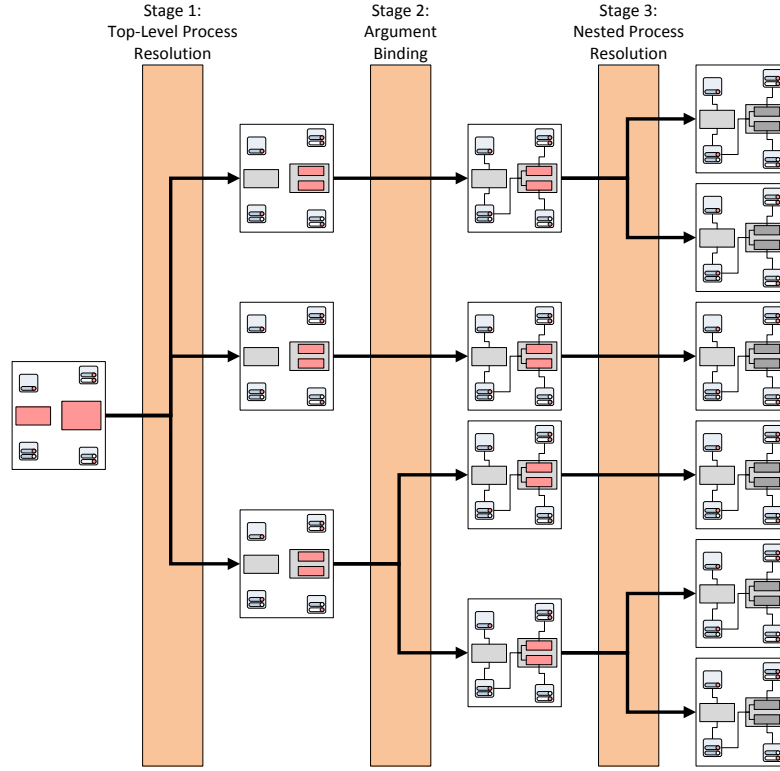 Stage 1:
Top-Level Process
Resolution
Stage 2:
Argument
Binding
Stage 3:
Nested Process
Resolution